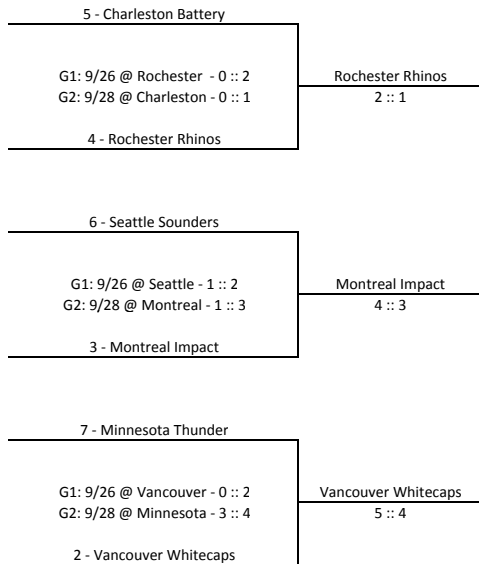 5 - Charleston Battery
G1: 9/26 @ Rochester - 0 :: 2
G2: 9/28 @ Charleston - 0 :: 1
4 - Rochester Rhinos
Rochester Rhinos
2 :: 1
6 - Seattle Sounders
G1: 9/26 @ Seattle - 1 :: 2
G2: 9/28 @ Montreal - 1 :: 3
3 - Montreal Impact
Montreal Impact
4 :: 3
7 - Minnesota Thunder
G1: 9/26 @ Vancouver - 0 :: 2
G2: 9/28 @ Minnesota - 3 :: 4
2 - Vancouver Whitecaps
Vancouver Whitecaps
5 :: 4